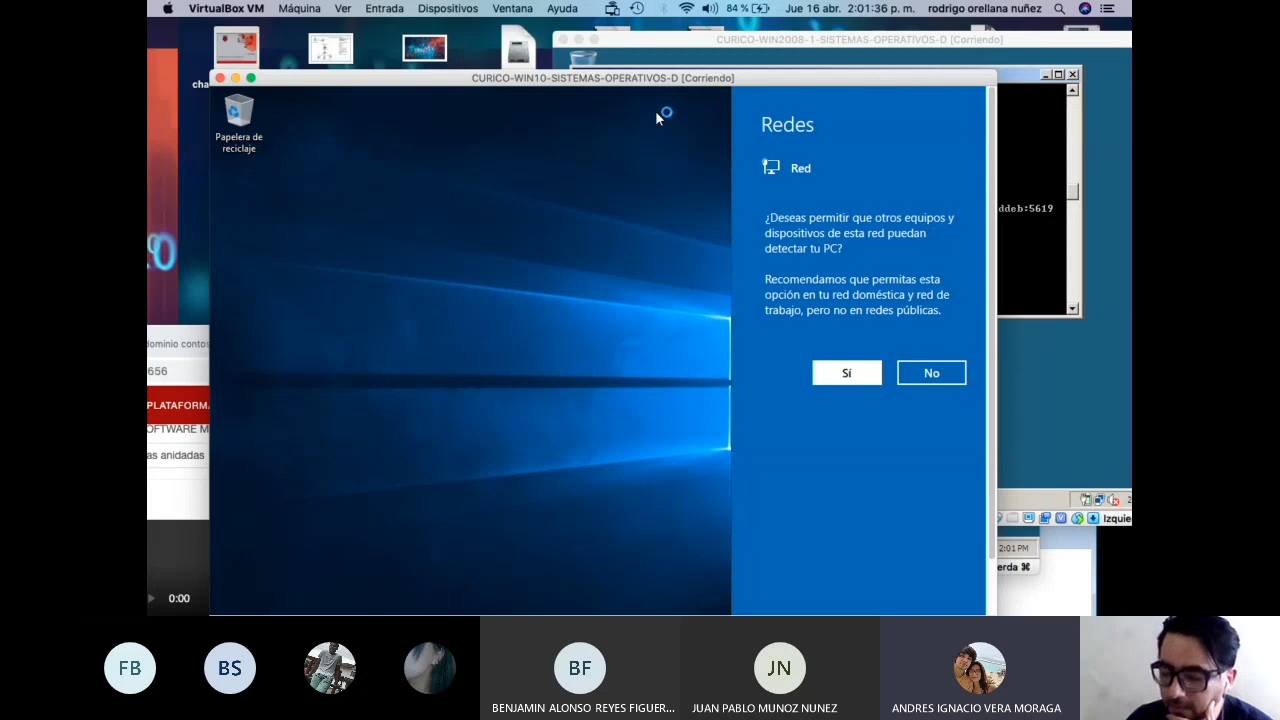 VirtualBox VM Máquina Ver Entrada Dispositivos Ventana Ayuda 84 % Jue 16 abr. 2:01:36 p. m. rodrigo orellana nuñez
CURICO-WIN2008-1-SISTEMAS-OPERATIVOS-D [Corriendo]
CURICO-WIN10-SISTEMAS-OPERATIVOS-D [Corriendo]
cha
Papelera de
reciclaje
Redes
Red
¿Deseas permitir que otros equipos y
dispositivos de esta red puedan
detectar tu PC?
Recomendamos que permitas esta
opción en tu red doméstica y red de
trabajo, pero no en redes públicas.
Sí
No
ddeb:5619
dominio contos
656
PLATAFORMA
OFTWARE M
as anidadas
0:00
Izquie
2:01 PM
erda ⌘
FB
BS
BF
JN
BENJAMIN ALONSO REYES FIGUER...
JUAN PABLO MUNOZ NUNEZ
ANDRES IGNACIO VERA MORAGA